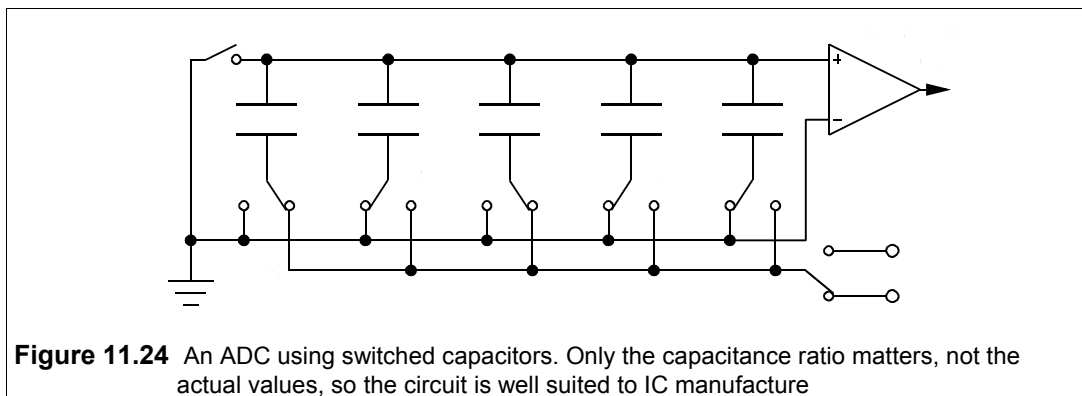 +
−
Figure 11.24 An ADC using switched capacitors. Only the capacitance ratio matters, not the
actual values, so the circuit is well suited to IC manufacture